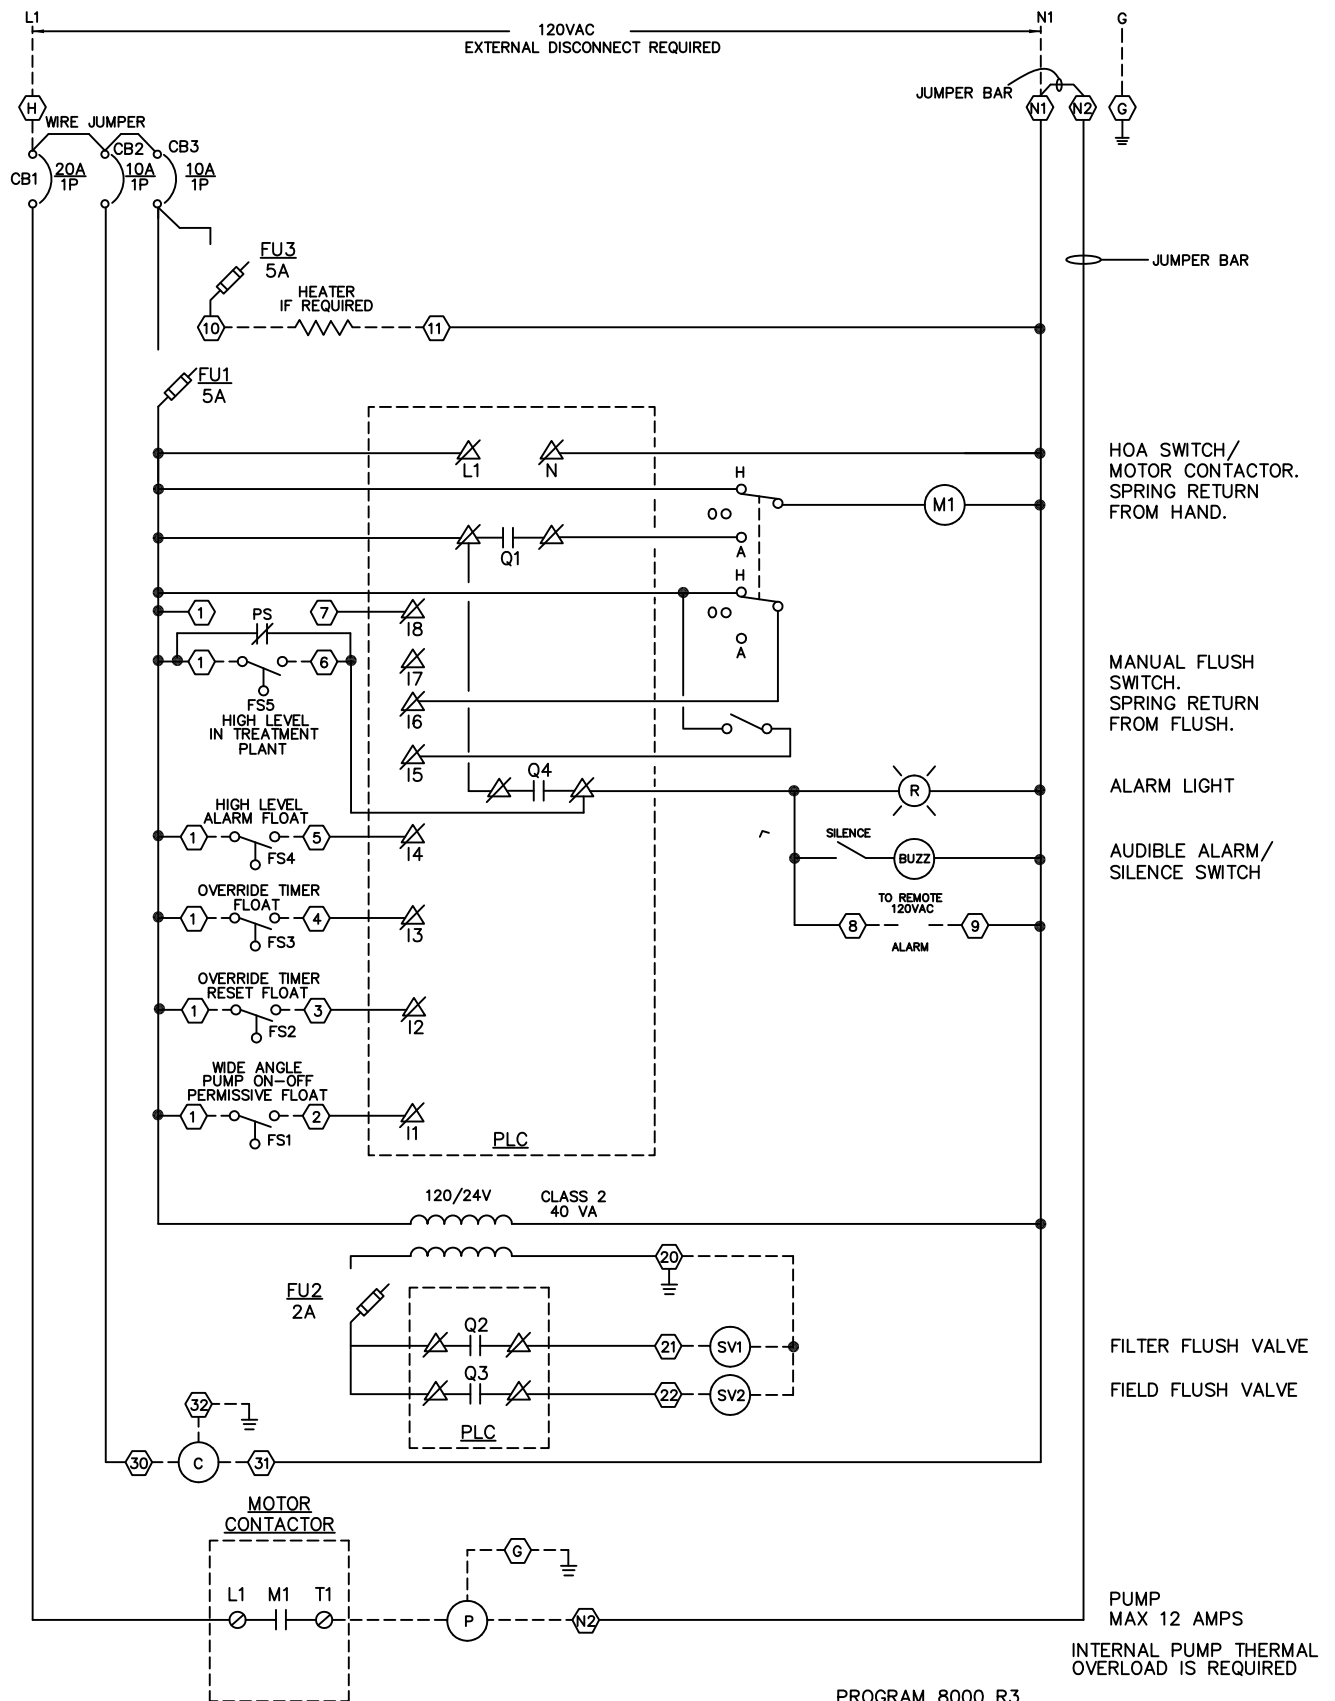 L1
N1
G
120VAC
EXTERNAL DISCONNECT REQUIRED
JUMPER BAR
H
N1
N2
G
WIRE JUMPER
CB1
20A
1P
CB2
10A
1P
CB3
10A
1P
JUMPER BAR
FU3
5A
HEATER
IF REQUIRED
10
11
FU1
5A
L1
N
H
M1
O
Q1
A
HOA SWITCH/
MOTOR CONTACTOR.
SPRING RETURN
FROM HAND.
H
O
A
1
7
I8
PS
1
6
I7
FS5
HIGH LEVEL
IN TREATMENT
PLANT
I6
I5
MANUAL FLUSH
SWITCH.
SPRING RETURN
FROM FLUSH.
Q4
R
ALARM LIGHT
HIGH LEVEL
ALARM FLOAT
1
5
FS4
I4
SILENCE
BUZZ
AUDIBLE ALARM/
SILENCE SWITCH
OVERRIDE TIMER
FLOAT
1
4
FS3
I3
TO REMOTE
120VAC
8
9
ALARM
OVERRIDE TIMER
RESET FLOAT
1
3
FS2
I2
WIDE ANGLE
PUMP ON-OFF
PERMISSIVE FLOAT
1
2
FS1
I1
PLC
120/24V
CLASS 2
40 VA
20
FU2
2A
Q2
21
SV1
FILTER FLUSH VALVE
Q3
22
SV2
FIELD FLUSH VALVE
PLC
32
30
C
31
MOTOR
CONTACTOR
L1
M1
T1
G
P
N2
PUMP
MAX 12 AMPS
INTERNAL PUMP THERMAL
OVERLOAD IS REQUIRED
PROGRAM 8000 R3